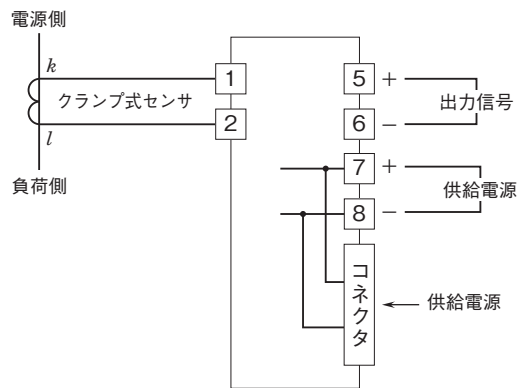 電源側
k
クランプ式センサ
l
負荷側
1
2
5 +
6 −
出力信号
7 +
8 −
供給電源
コネクタ
供給電源